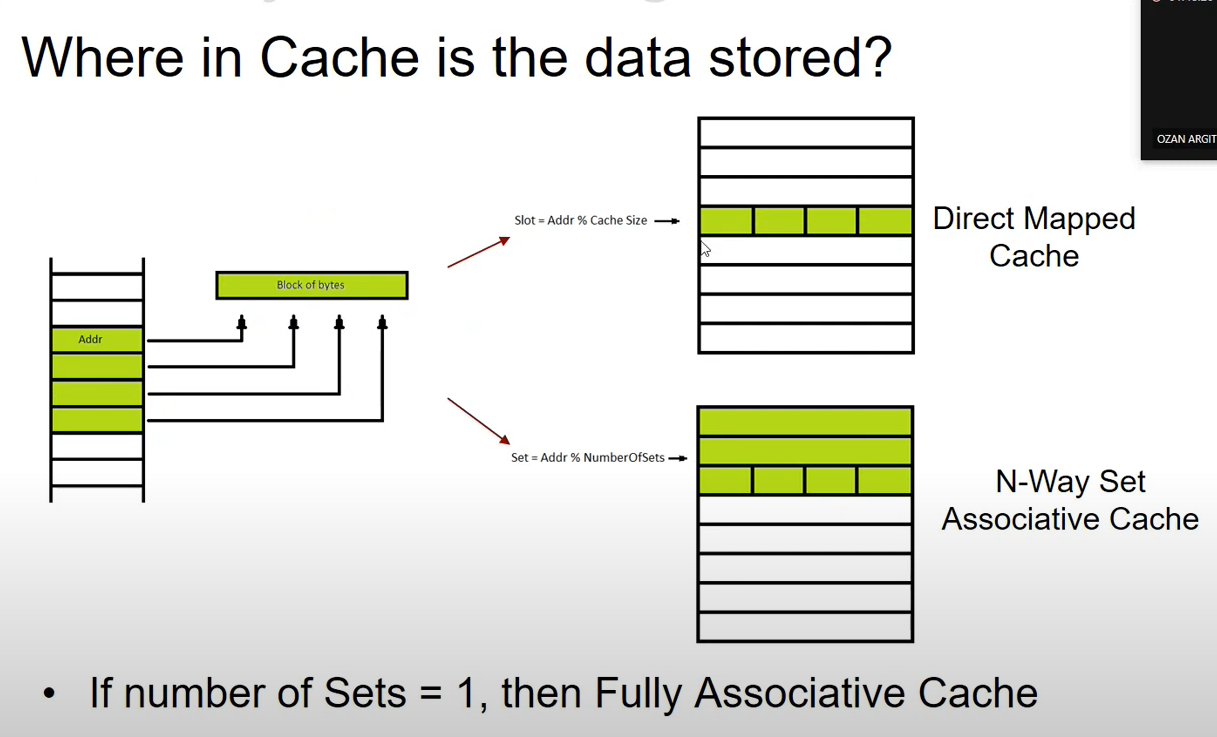 Where in Cache is the data stored?
OZAN ARGIT
Slot = Addr % Cache Size
Direct Mapped
Cache
Block of bytes
Addr
Set = Addr % NumberOfSets
N-Way Set
Associative Cache
• If number of Sets = 1, then Fully Associative Cache